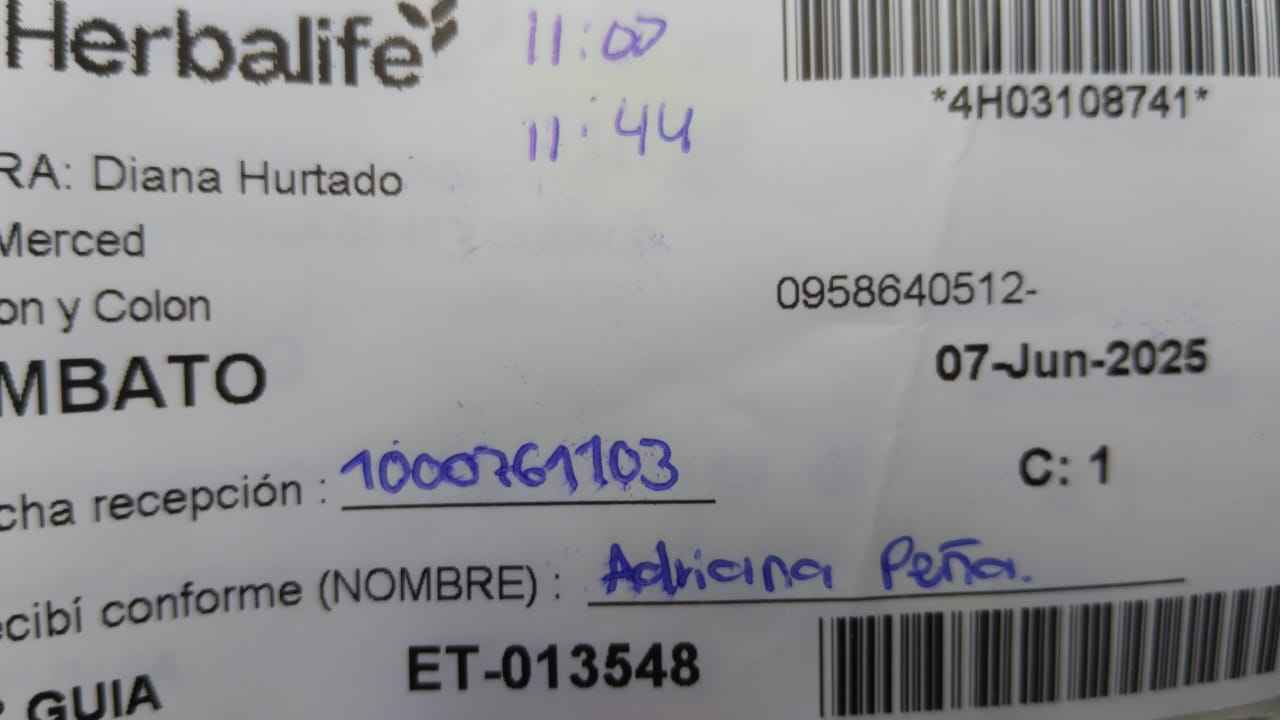 Herbalife
11:00
11:44
*4H03108741*
RA: Diana Hurtado
Merced
on y Colon
0958640512-
MBATO
07-Jun-2025
cha recepción : 1000761103
C: 1
ecibí conforme (NOMBRE) : Adriana Peña.
GUIA
ET-013548